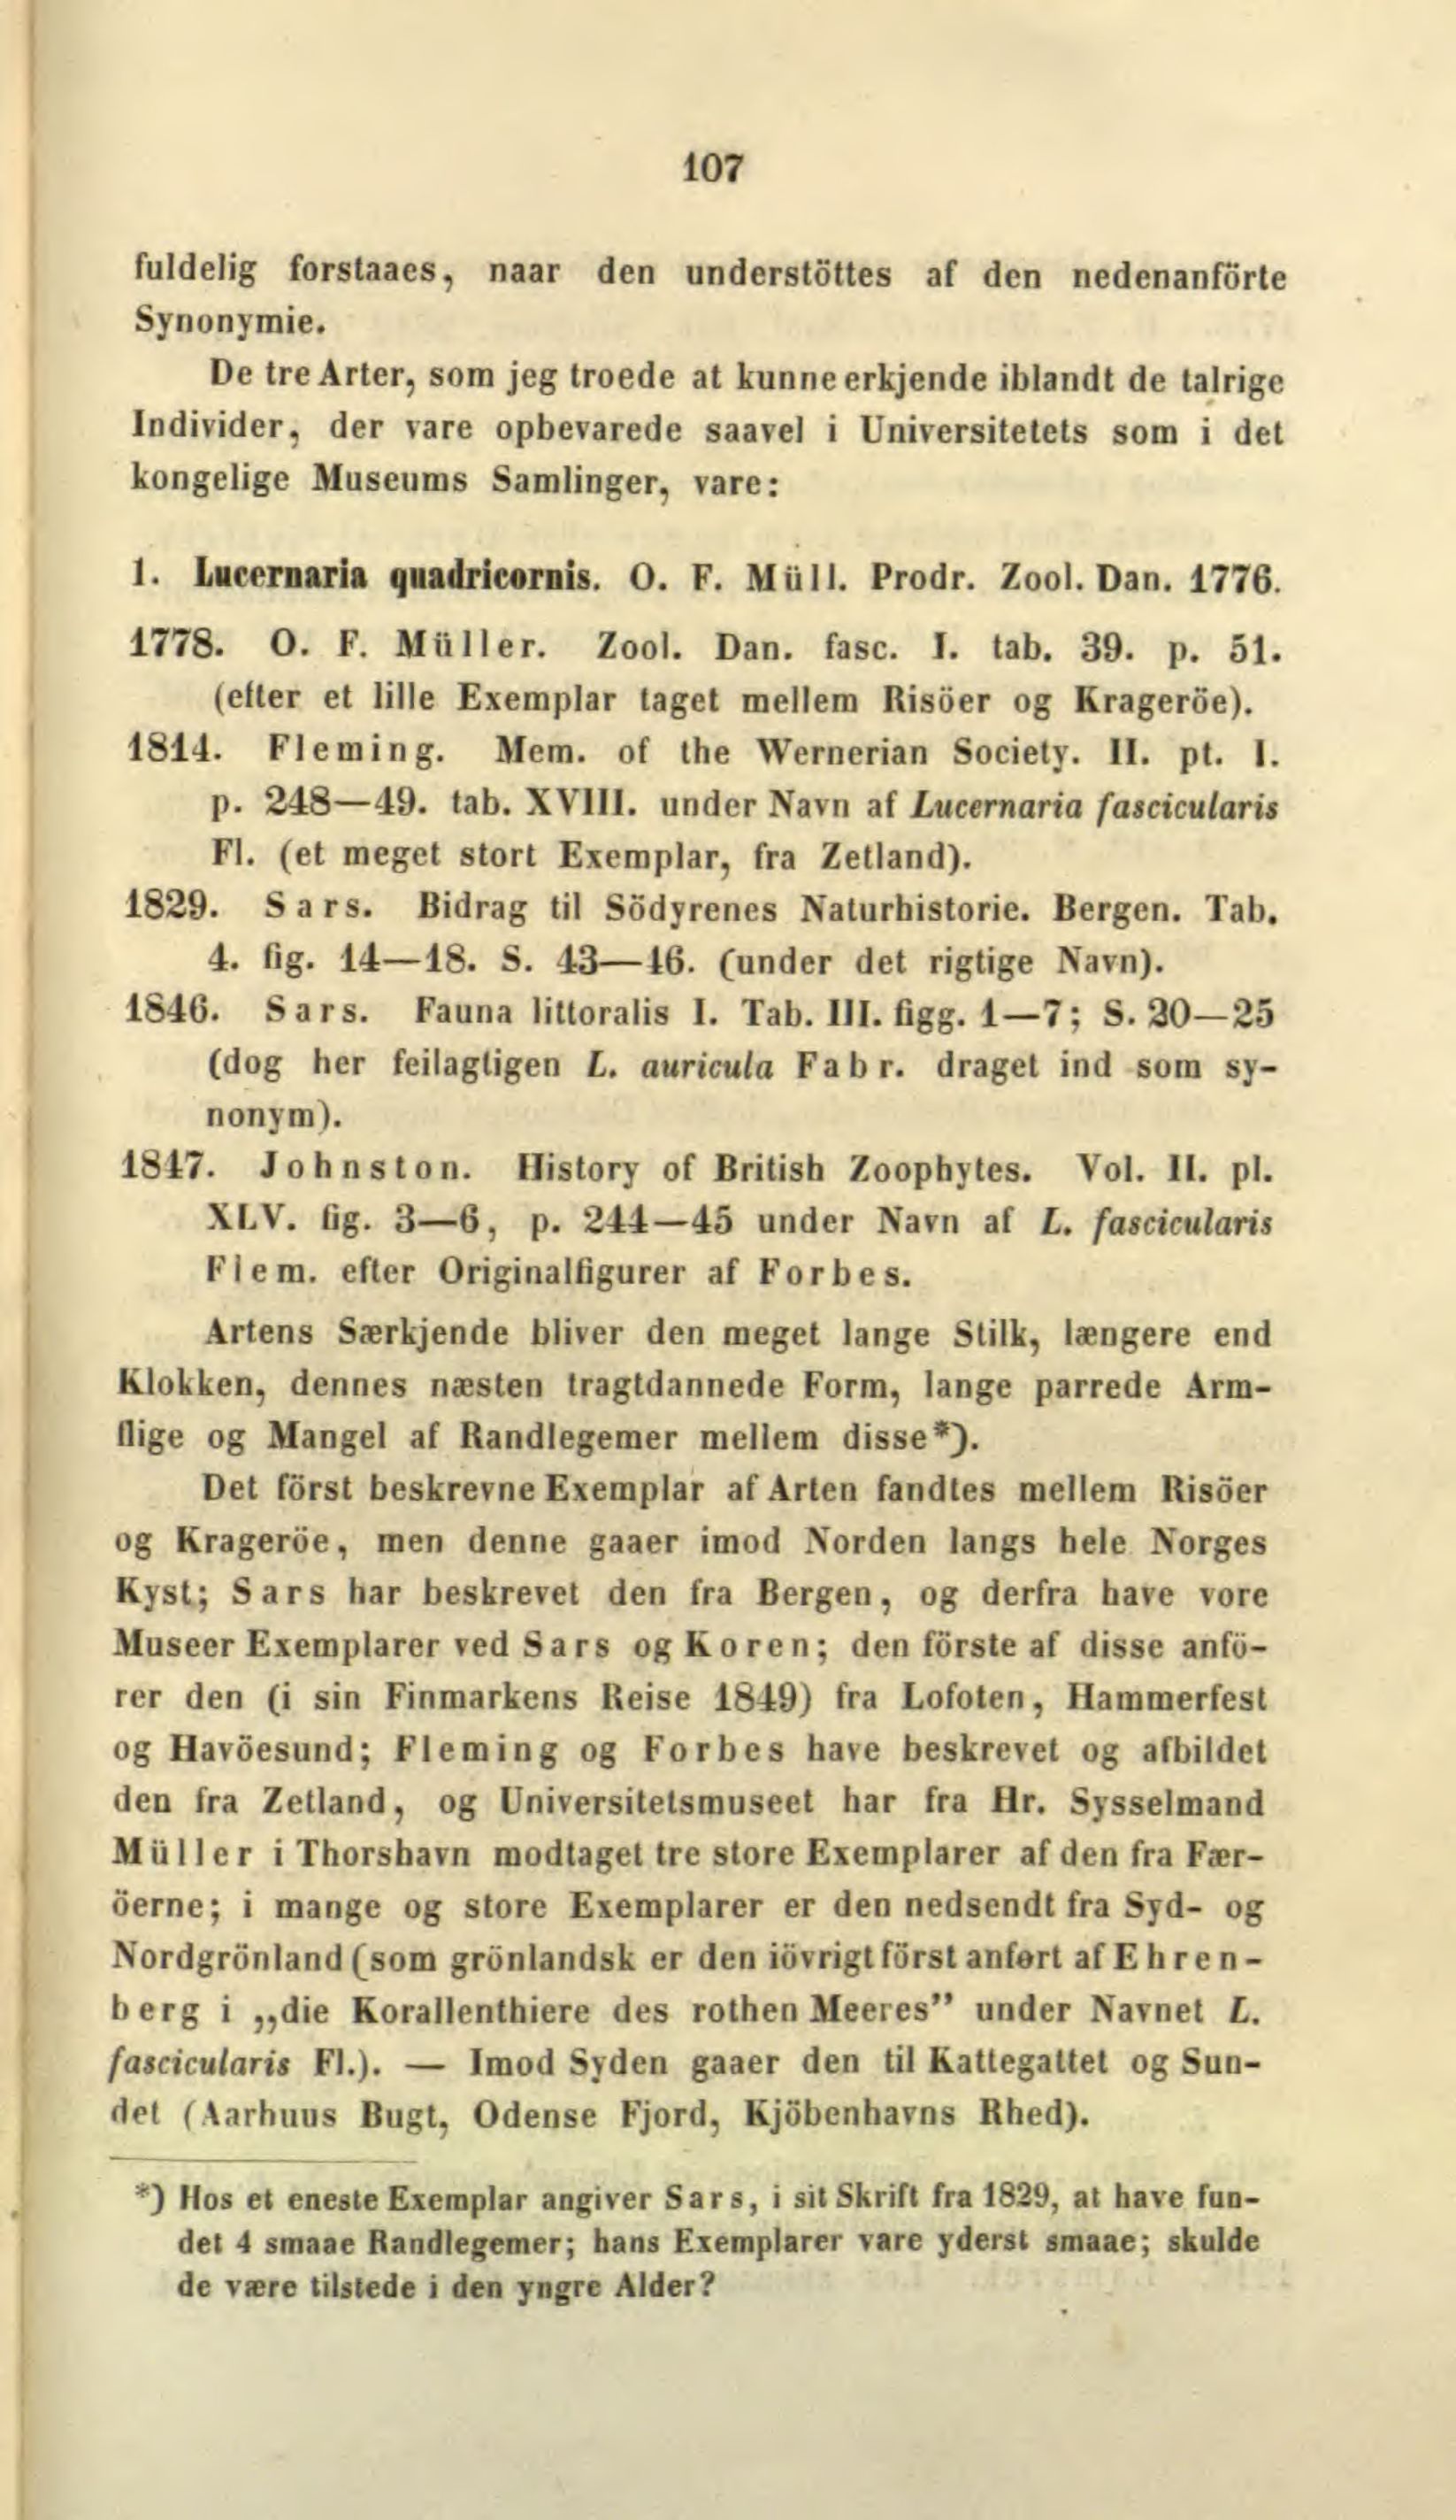 107
fuldelig forstaaes, naar den understöttes af den nedenanförte
Synonymie.
De tre Arter, som jeg troede at kunne erkjende iblandt de talrige
Individer, der vare opbevarede saavel i Universitetets som i det
kongelige Museums Samlinger, vare:
1. Lucernaria quadricornis. O. F. Müll. Prodr. Zool. Dan. 1776.
1778. O. F. Müller. Zool. Dan. fasc. I. tab. 39. p. 51.
(efter et lille Exemplar taget mellem Risöer og Krageröe).
1814. Fleming. Mem. of the Wernerian Society. II. pt. I.
p. 248—49. tab. XVIII. under Navn af Lucernaria fascicularis
Fl. (et meget stort Exemplar, fra Zetland).
1829. Sars. Bidrag til Södyrenes Naturhistorie. Bergen. Tab.
4. fig. 14—18. S. 43—46. (under det rigtige Navn).
1846. Sars. Fauna littoralis I. Tab. III. figg. 1—7; S. 20—25
(dog her feilagtigen L. auricula Fabr. draget ind som sy-
nonym).
1847. Johnston. History of British Zoophytes. Vol. II. pl.
XLV. fig. 3—6, p. 244—45 under Navn af L. fascicularis
Flem. efter Originalfigurer af Forbes.
Artens Særkjende bliver den meget lange Stilk, længere end
Klokken, dennes næsten tragtdannede Form, lange parrede Arm-
flige og Mangel af Randlegemer mellem disse*).
Det först beskrevne Exemplar af Arten fandtes mellem Risöer
og Krageröe, men denne gaaer imod Norden langs hele Norges
Kyst; Sars har beskrevet den fra Bergen, og derfra have vore
Museer Exemplarer ved Sars og Koren; den förste af disse anfö-
rer den (i sin Finmarkens Reise 1849) fra Lofoten, Hammerfest
og Havöesund; Fleming og Forbes have beskrevet og afbildet
den fra Zetland, og Universitetsmuseet har fra Hr. Sysselmand
Müller i Thorshavn modtaget tre store Exemplarer af den fra Fær-
öerne; i mange og store Exemplarer er den nedsendt fra Syd- og
Nordgrönland (som grönlandsk er den iövrigt först anført af Ehren-
berg i „die Korallenthiere des rothen Meeres” under Navnet L.
fascicularis Fl.). — Imod Syden gaaer den til Kattegattet og Sun-
det (Aarhuus Bugt, Odense Fjord, Kjöbenhavns Rhed).
*) Hos et eneste Exemplar angiver Sars, i sit Skrift fra 1829, at have fun-
det 4 smaae Randlegemer; hans Exemplarer vare yderst smaae; skulde
de være tilstede i den yngre Alder?